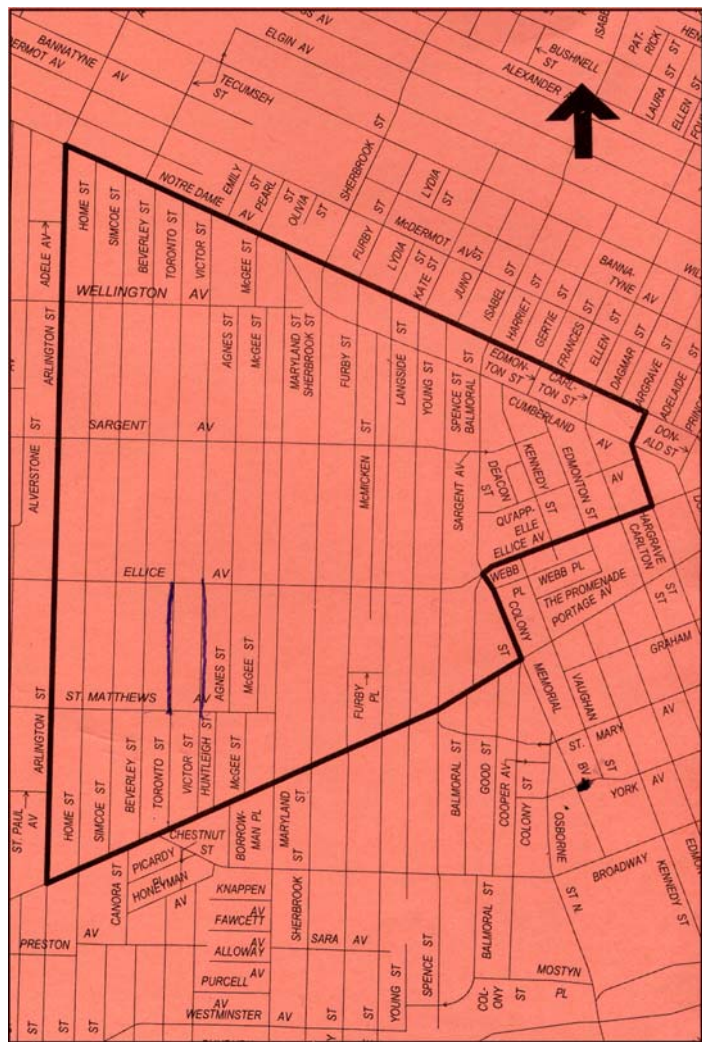 BANNATYNE
DERMOT AV
AV
ELGIN AV
TECUMSEH
ST
ALEXANDER A
BUSHNELL
ST
ISABE
PAT-
RICK
ST
HEN
LAURA ST
ELLEN ST
FOU
SHERBROOK ST
LYDIA
ST
NOTRE DAME
AV
EMILY
ST
PEARL
ST
OLIVIA
ST
HOME ST
SIMCOE ST
BEVERLEY ST
TORONTO ST
VICTOR ST
McGEE ST
ADELE AV
WELLINGTON AV
FURBY
ST
McDERMOT AV
LYDIA
ST
KATE ST
JUNO
ST
ISABEL ST
HARRIET
ST
GERTIE ST
FRANCES ST
BANNA-
TYNE AV
WIL
ELLEN ST
DAGMAR ST
ARGRAVE
ST
ADELAIDE ST
PRINC
ARLINGTON ST
AV
AGNES ST
McGEE ST
MARYLAND ST
SHERBROOK ST
FURBY ST
LANGSIDE ST
YOUNG ST
SPENCE ST
BALMORAL ST
EDMON-
TON ST
CARL-
TON ST
CUMBERLAND
AV
DON-
ALD ST
SARGENT AV
ALVERSTONE ST
McMICKEN ST
SARGENT AV
DEACON
ST
KENNEDY
ST
EDMONTON ST
AV
QU'APP-
ELLE
ELLICE AV
HARGRAVE
ST
CARLTON
ST
ELLICE AV
WEBB
PL
WEBB PL
THE PROMENADE
PORTAGE AV
COLONY
ST
GRAHAM
AV
AGNES ST
McGEE ST
ST. MATTHEWS AV
FURBY
PL
MEMORIAL
BV
VAUGHAN
ST
ST. MARY
AV
YORK AV
ARLINGTON ST
ST. PAUL
AV
HOME ST
SIMCOE ST
BEVERLEY ST
TORONTO ST
VICTOR ST
HUNTLEIGH ST
McGEE ST
BALMORAL ST
GOOD ST
COOPER AV
COLONY ST
OSBORNE
ST N
BROADWAY
EDMO
KENNEDY ST
CHESTNUT
ST
BORROW-
MAN PL
MARYLAND
ST
CANORA ST
PICARDY
PL
HONEYMAN
AV
KNAPPEN
AV
FAWCETT
AV
ALLOWAY
AV
PURCELL
AV
WESTMINSTER AV
SHERBROOK
SARA AV
PRESTON AV
YOUNG ST
SPENCE ST
BALMORAL ST
COL-
ONY
ST
MOSTYN
PL
ST
ST
ST